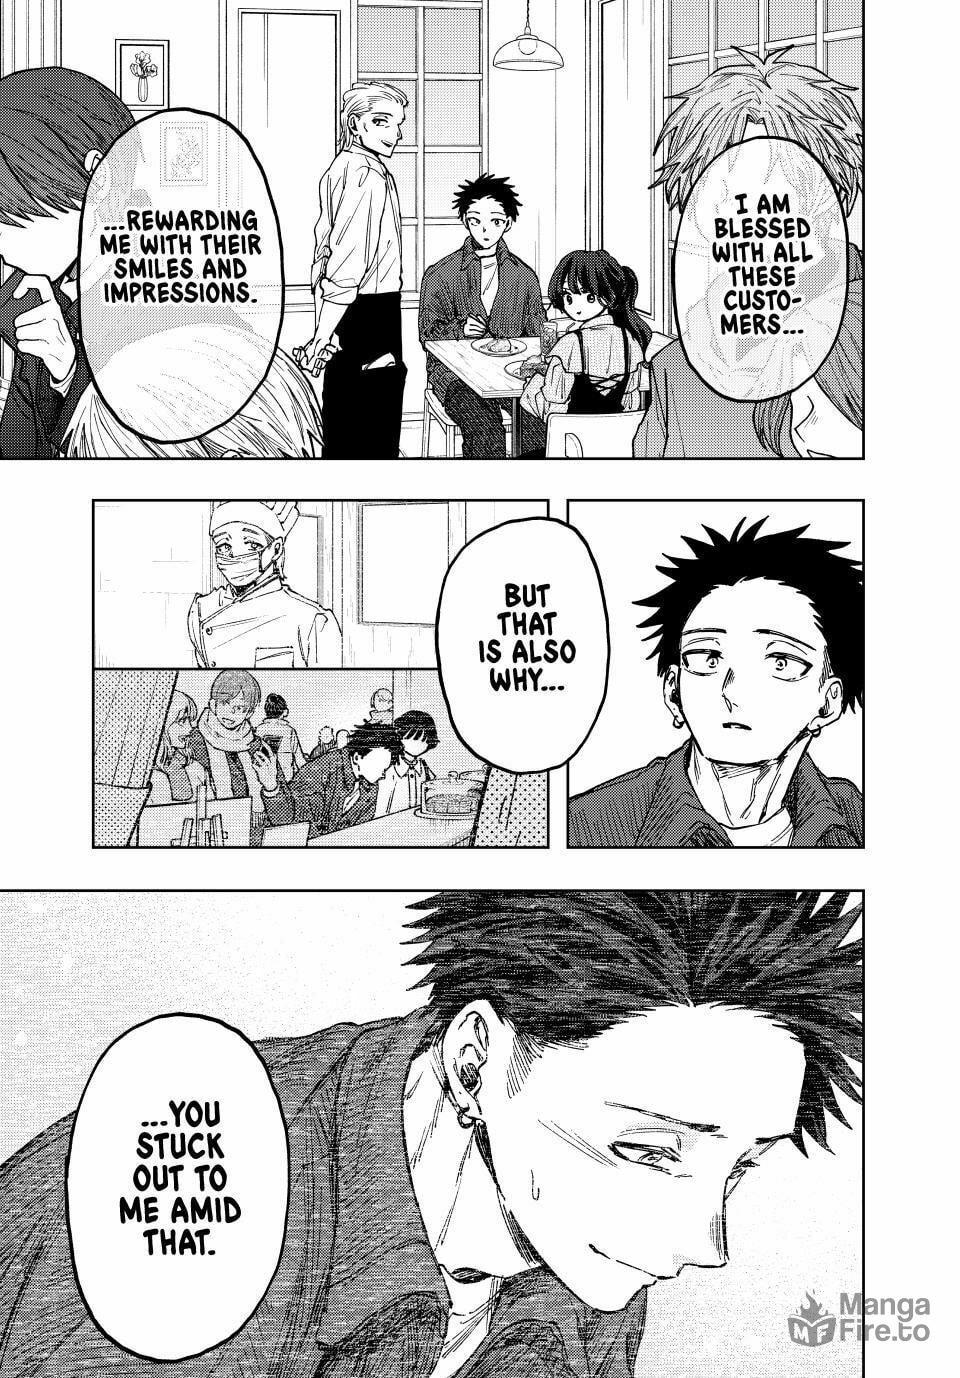 I AM
BLESSED
WITH ALL
THESE
CUSTO-
MERS...
...REWARDING
ME WITH THEIR
SMILES AND
IMPRESSIONS.
BUT
THAT
IS ALSO
WHY...
...YOU
STUCK
OUT TO
ME AMID
THAT.
Manga
MF Fire.to